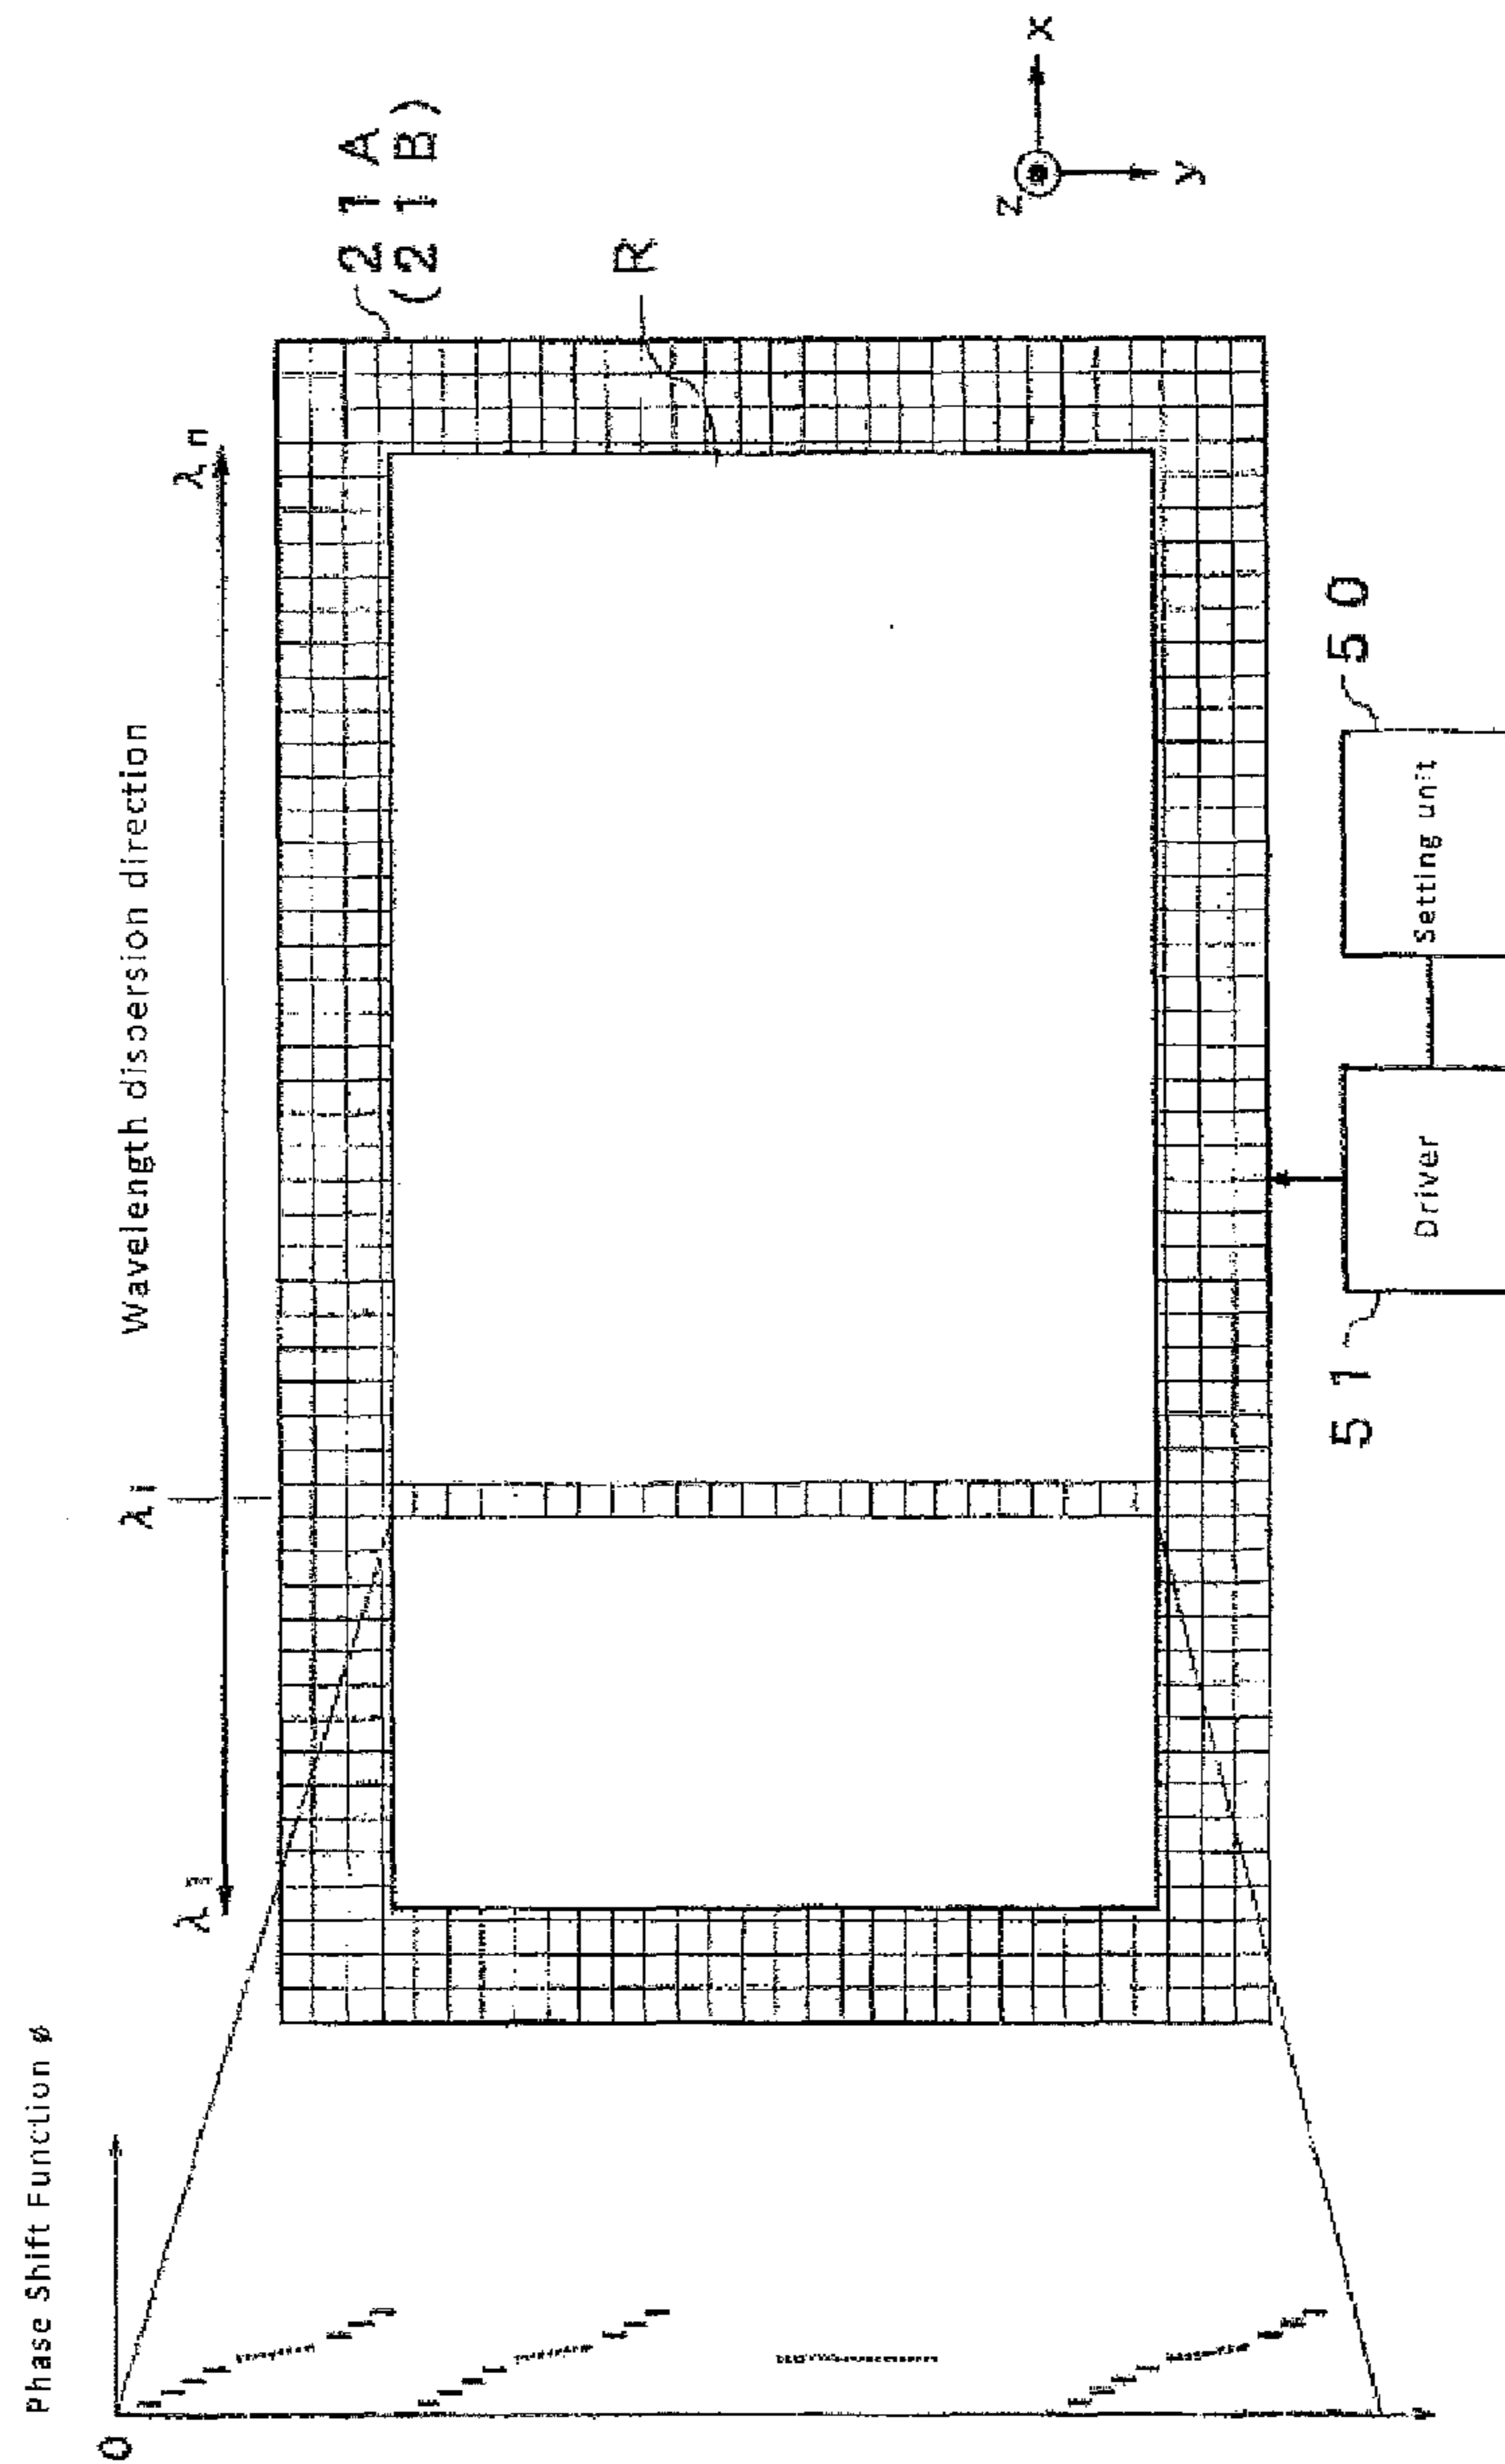 Phase Shift Function ø
0
Wavelength dispersion direction
λ1
λi
λn
21A
(21B)
R
x
y
z
Driver
Setting unit
51
50